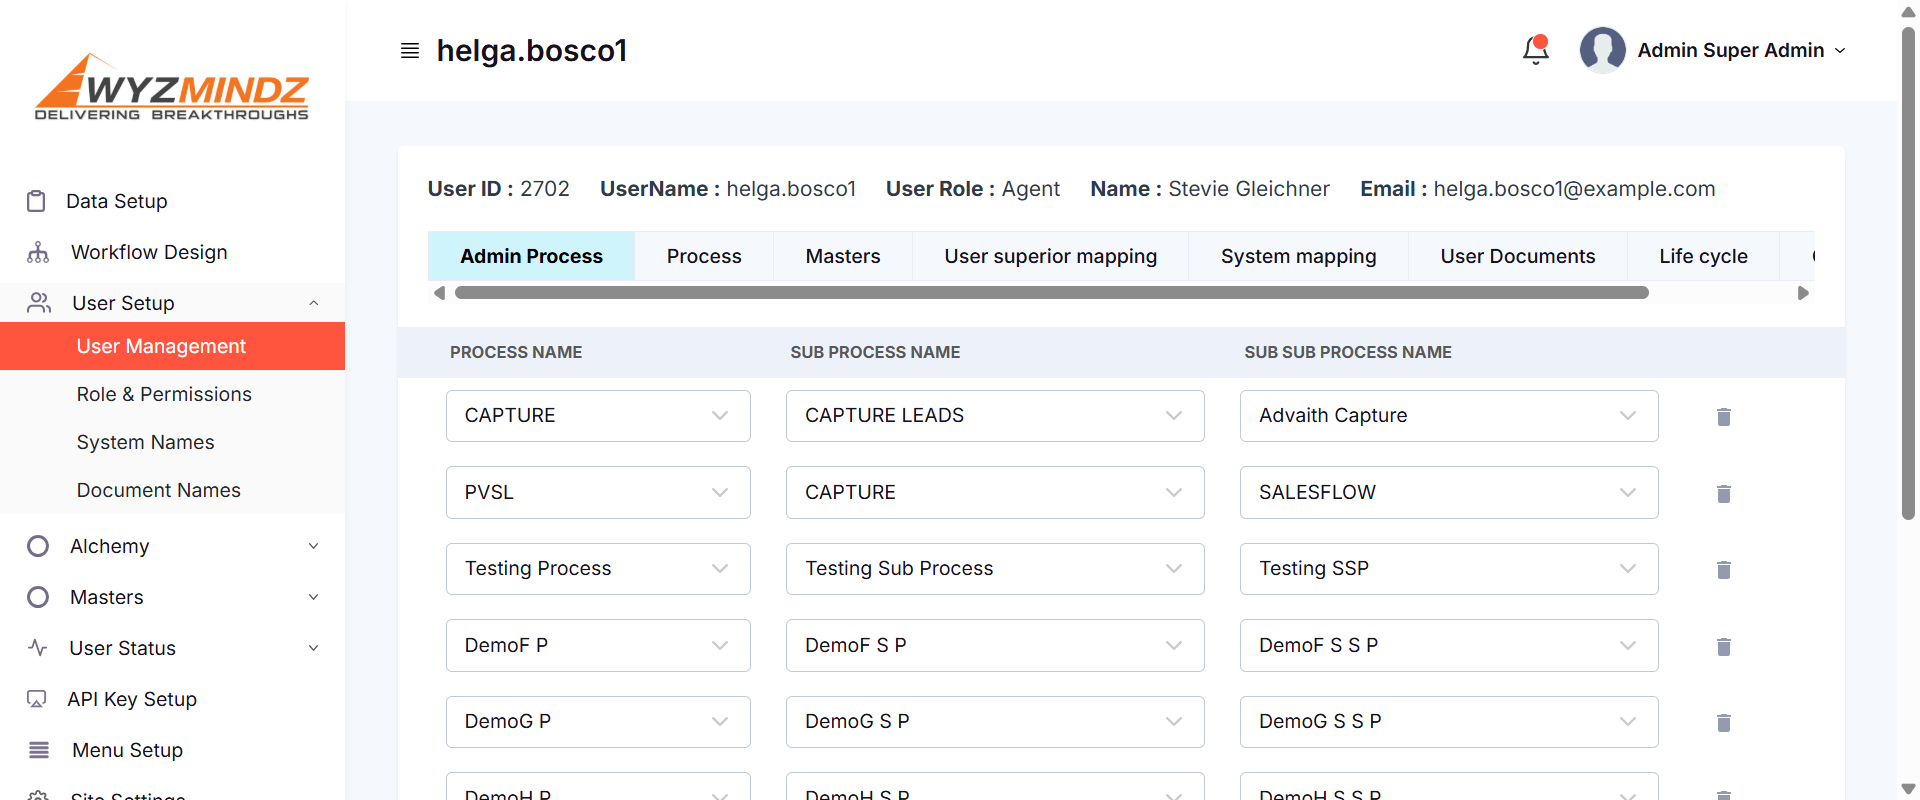 WYZMINDZ
DELIVERING BREAKTHROUGHS
helga.bosco1
Admin Super Admin
Data Setup
Workflow Design
User Setup
User Management
Role & Permissions
System Names
Document Names
Alchemy
Masters
User Status
API Key Setup
Menu Setup
Site Settings
User ID : 2702 UserName : helga.bosco1 User Role : Agent Name : Stevie Gleichner Email : helga.bosco1@example.com
Admin Process Process Masters User superior mapping System mapping User Documents Life cycle
PROCESS NAME SUB PROCESS NAME SUB SUB PROCESS NAME
CAPTURE CAPTURE LEADS Advaith Capture
PVSL CAPTURE SALESFLOW
Testing Process Testing Sub Process Testing SSP
DemoF P DemoF S P DemoF S S P
DemoG P DemoG S P DemoG S S P
DemoH P DemoH S P DemoH S S P